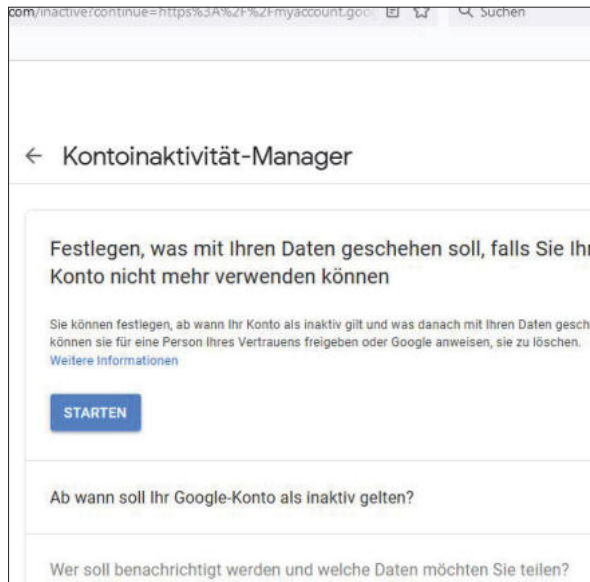 com/inactive?continue=https%3A%2F%2Fmyaccount.goo Suchen
Kontoinaktivität-Manager
Festlegen, was mit Ihren Daten geschehen soll, falls Sie Ihr
Konto nicht mehr verwenden können
Sie können festlegen, ab wann Ihr Konto als inaktiv gilt und was danach mit Ihren Daten gesch
können sie für eine Person Ihres Vertrauens freigeben oder Google anweisen, sie zu löschen.
Weitere Informationen
STARTEN
Ab wann soll Ihr Google-Konto als inaktiv gelten?
Wer soll benachrichtigt werden und welche Daten möchten Sie teilen?